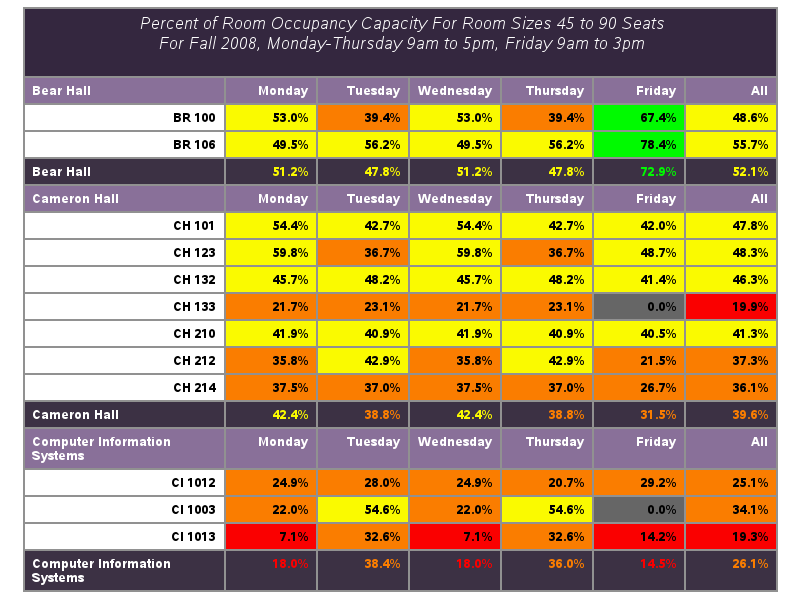 Percent of Room Occupancy Capacity For Room Sizes 45 to 90 Seats
For Fall 2008, Monday-Thursday 9am to 5pm, Friday 9am to 3pm
Bear Hall Monday Tuesday Wednesday Thursday Friday All
BR 100 53.0% 39.4% 53.0% 39.4% 67.4% 48.6%
BR 106 49.5% 56.2% 49.5% 56.2% 78.4% 55.7%
Bear Hall 51.2% 47.8% 51.2% 47.8% 72.9% 52.1%
Cameron Hall Monday Tuesday Wednesday Thursday Friday All
CH 101 54.4% 42.7% 54.4% 42.7% 42.0% 47.8%
CH 123 59.8% 36.7% 59.8% 36.7% 48.7% 48.3%
CH 132 45.7% 48.2% 45.7% 48.2% 41.4% 46.3%
CH 133 21.7% 23.1% 21.7% 23.1% 0.0% 19.9%
CH 210 41.9% 40.9% 41.9% 40.9% 40.5% 41.3%
CH 212 35.8% 42.9% 35.8% 42.9% 21.5% 37.3%
CH 214 37.5% 37.0% 37.5% 37.0% 26.7% 36.1%
Cameron Hall 42.4% 38.8% 42.4% 38.8% 31.5% 39.6%
Computer Information Monday Tuesday Wednesday Thursday Friday All
Systems
CI 1012 24.9% 28.0% 24.9% 20.7% 29.2% 25.1%
CI 1003 22.0% 54.6% 22.0% 54.6% 0.0% 34.1%
CI 1013 7.1% 32.6% 7.1% 32.6% 14.2% 19.3%
Computer Information 18.0% 38.4% 18.0% 36.0% 14.5% 26.1%
Systems